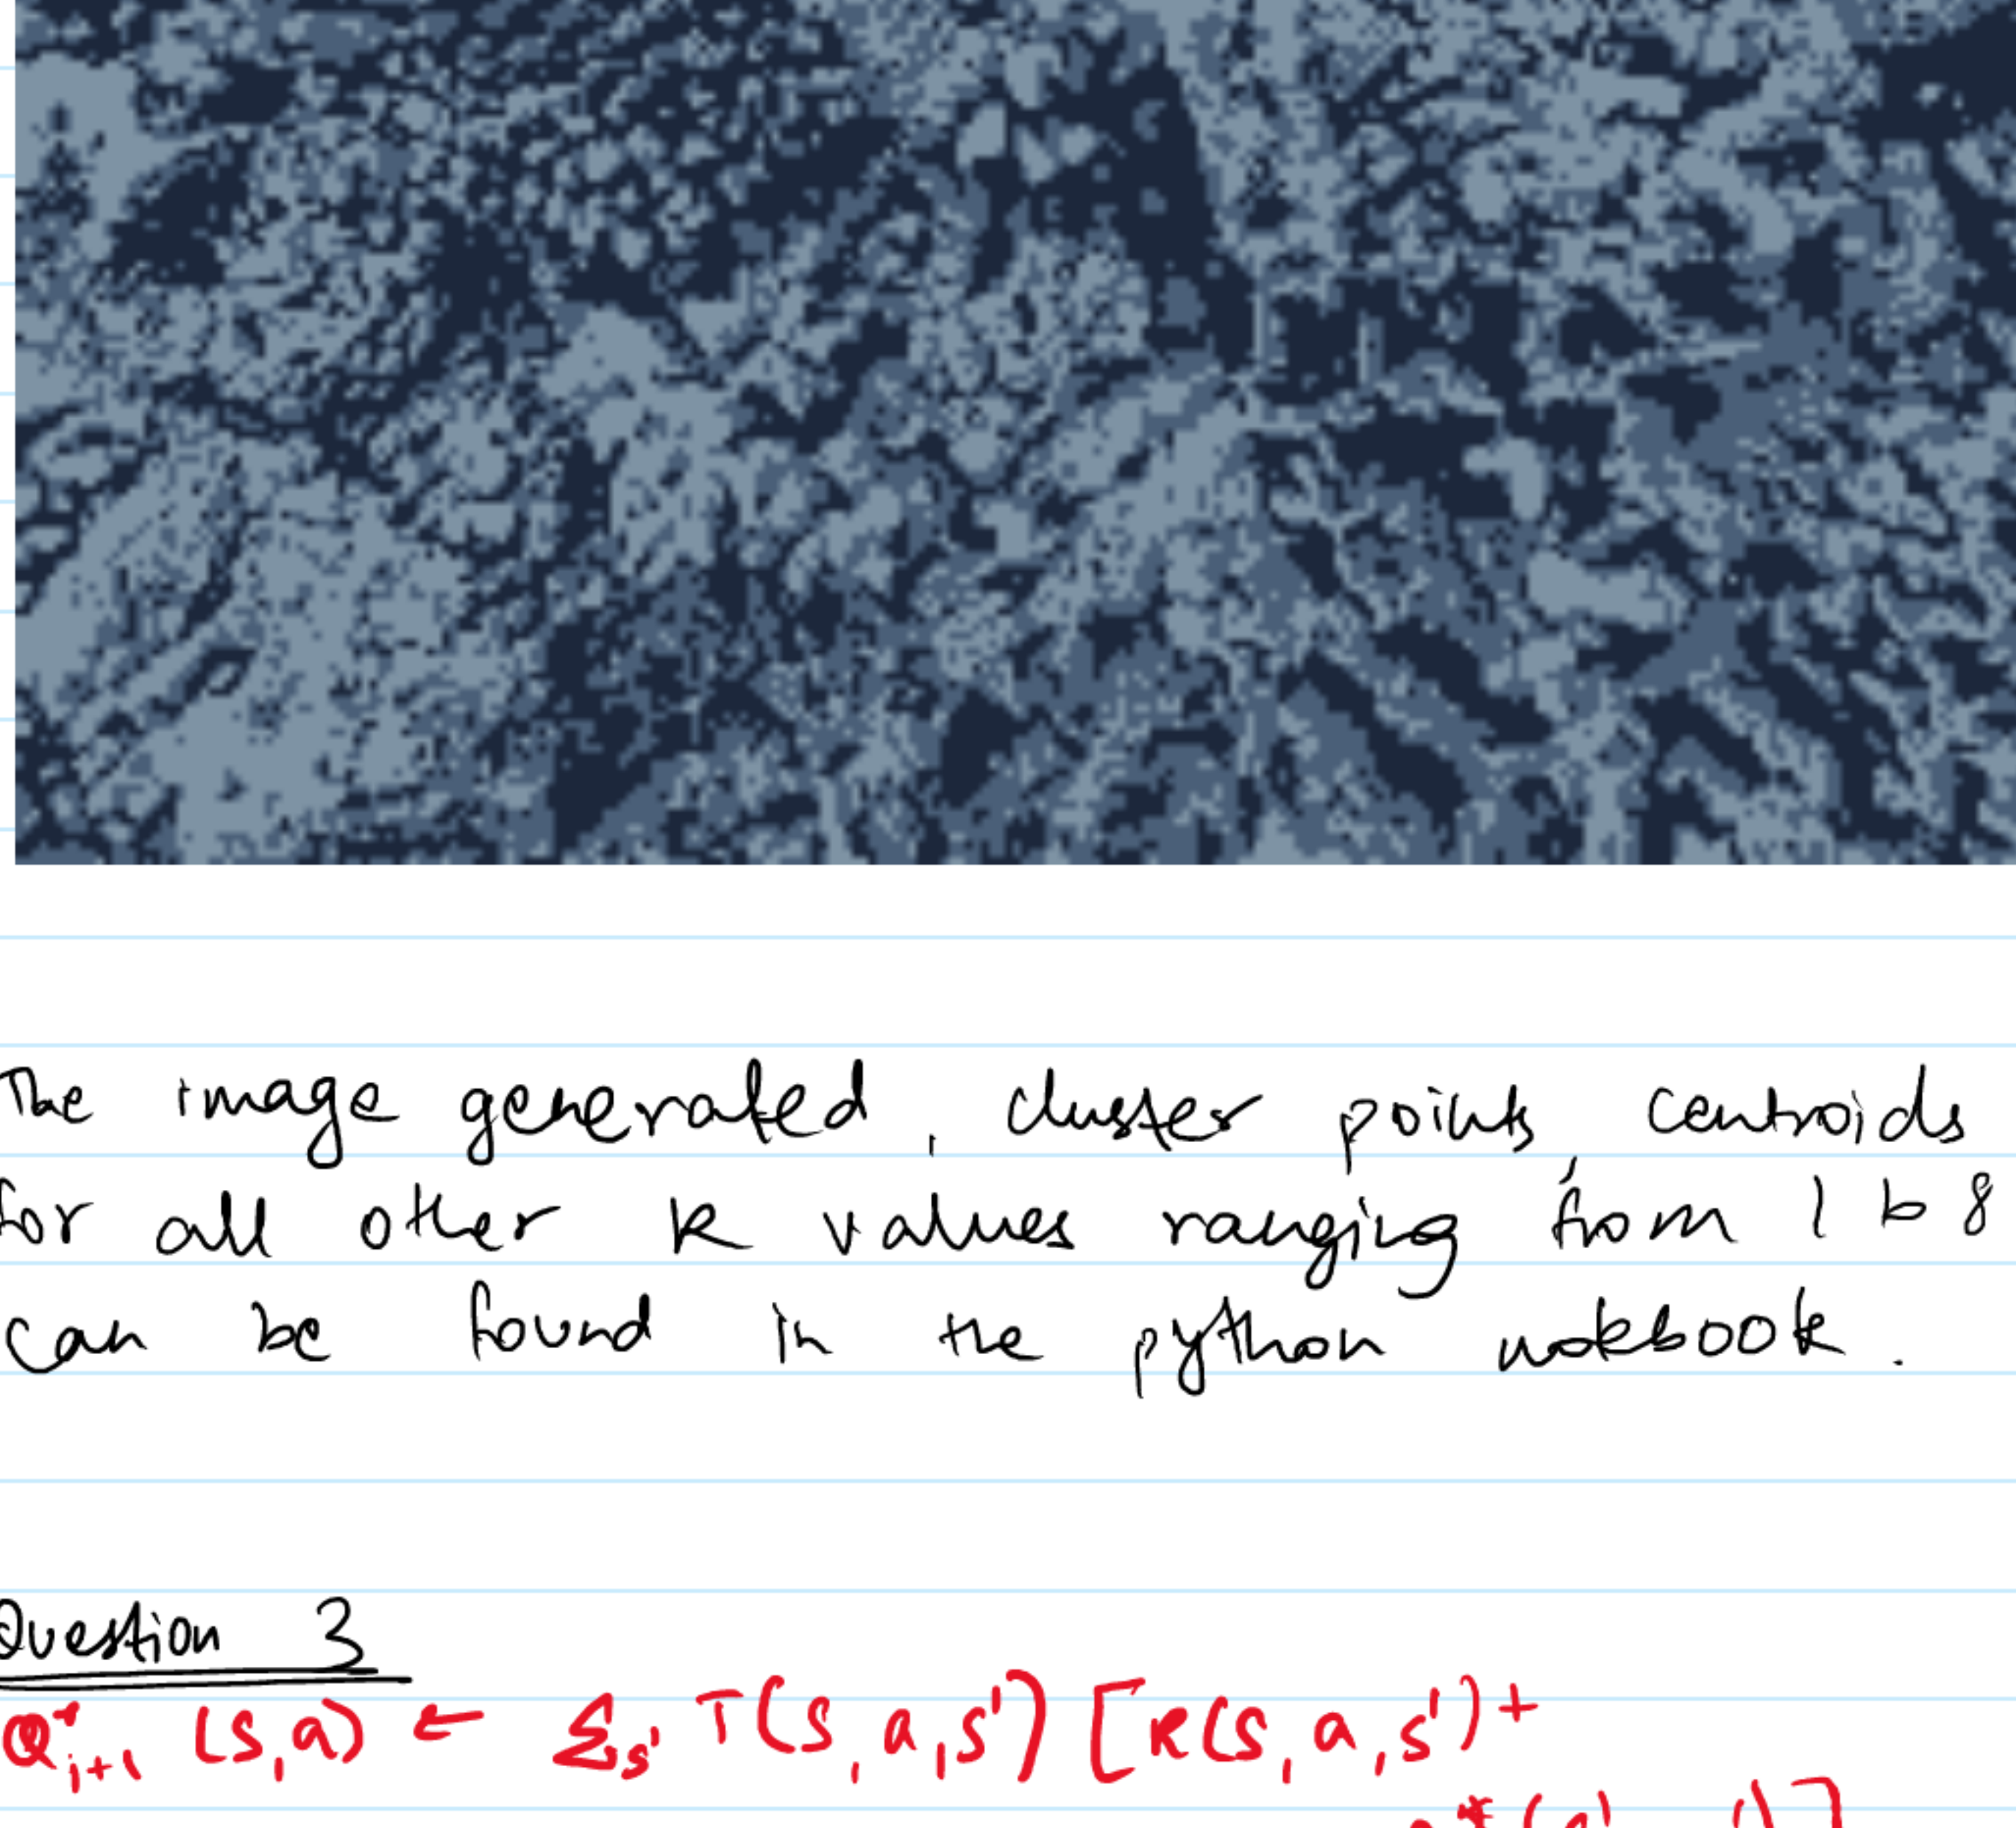 The image generated, cluster points, centroids
for all other k values ranging from 1 to 8
can be found in the python notebook.
Question 3
Q*i+1 (s,a) ← Σs' T(s,a,s') [R(s,a,s')+